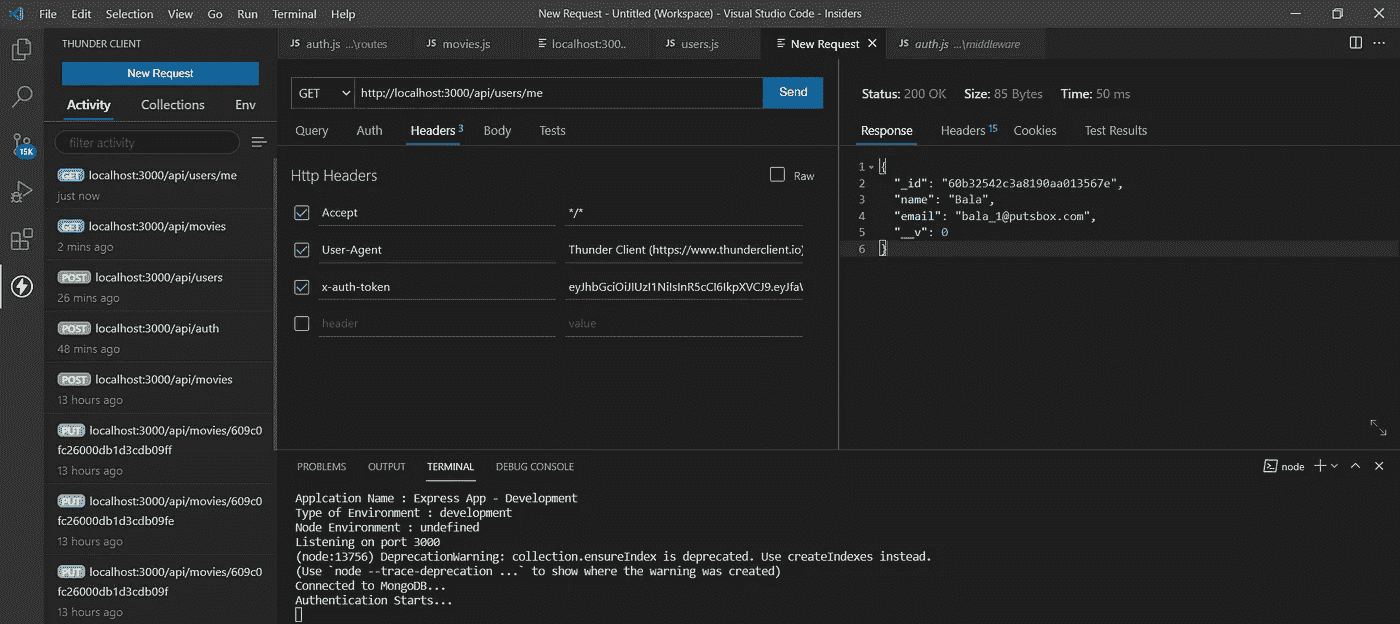 File Edit Selection View Go Run Terminal Help New Request - Untitled (Workspace) - Visual Studio Code - Insiders
THUNDER CLIENT
New Request
Activity Collections Env
filter activity
15K
GET localhost:3000/api/users/me
just now
GET localhost:3000/api/movies
2 mins ago
POST localhost:3000/api/users
26 mins ago
POST localhost:3000/api/auth
48 mins ago
POST localhost:3000/api/movies
13 hours ago
PUT localhost:3000/api/movies/609c0
fc26000db1d3cdb09ff
13 hours ago
PUT localhost:3000/api/movies/609c0
fc26000db1d3cdb09fe
13 hours ago
PUT localhost:3000/api/movies/609c0
fc26000db1d3cdb09f
13 hours ago
JS auth.js ...\routes JS movies.js localhost:300.. JS users.js New Request JS auth.js ...\middleware
GET http://localhost:3000/api/users/me Send
Query Auth Headers 3 Body Tests
Http Headers Raw
Accept */*
User-Agent Thunder Client (https://www.thunderclient.io)
x-auth-token
header value
Status: 200 OK Size: 85 Bytes Time: 50 ms
Response Headers 15 Cookies Test Results
1 {
2 "_id": "60b32542c3a8190aa013567e",
3 "name": "Bala",
4 "email": "bala_1@putsbox.com",
5 "__v": 0
6 }
PROBLEMS OUTPUT TERMINAL DEBUG CONSOLE node
Applcation Name : Express App - Development
Type of Environment : development
Node Environment : undefined
Listening on port 3000
(node:13756) DeprecationWarning: collection.ensureIndex is deprecated. Use createIndexes instead.
(Use `node --trace-deprecation ...` to show where the warning was created)
Connected to MongoDB...
Authentication Starts...